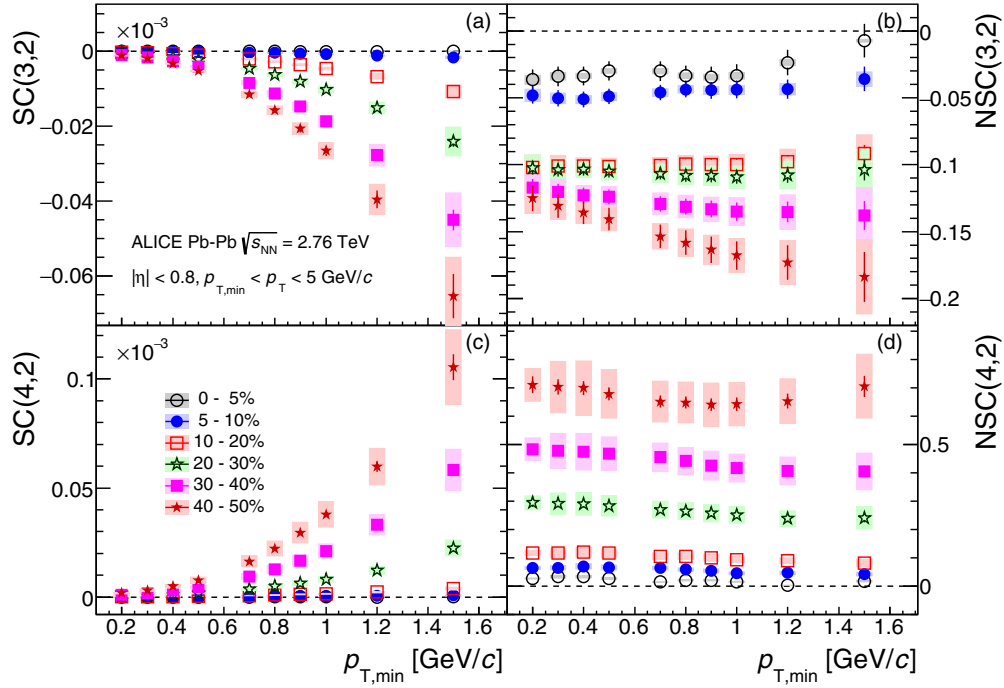 ×10⁻³
(a)
(b)
SC(3,2)
0
−0.02
−0.04
−0.06
ALICE Pb-Pb √s_NN = 2.76 TeV
|η| < 0.8, p_T,min < p_T < 5 GeV/c
0
−0.05
−0.1
−0.15
−0.2
NSC(3,2)
×10⁻³
(c)
(d)
SC(4,2)
0.1
0.05
0
0 - 5%
5 - 10%
10 - 20%
20 - 30%
30 - 40%
40 - 50%
0.5
0
NSC(4,2)
0.2 0.4 0.6 0.8 1 1.2 1.4 1.6
0.2 0.4 0.6 0.8 1 1.2 1.4 1.6
p_T,min [GeV/c]
p_T,min [GeV/c]